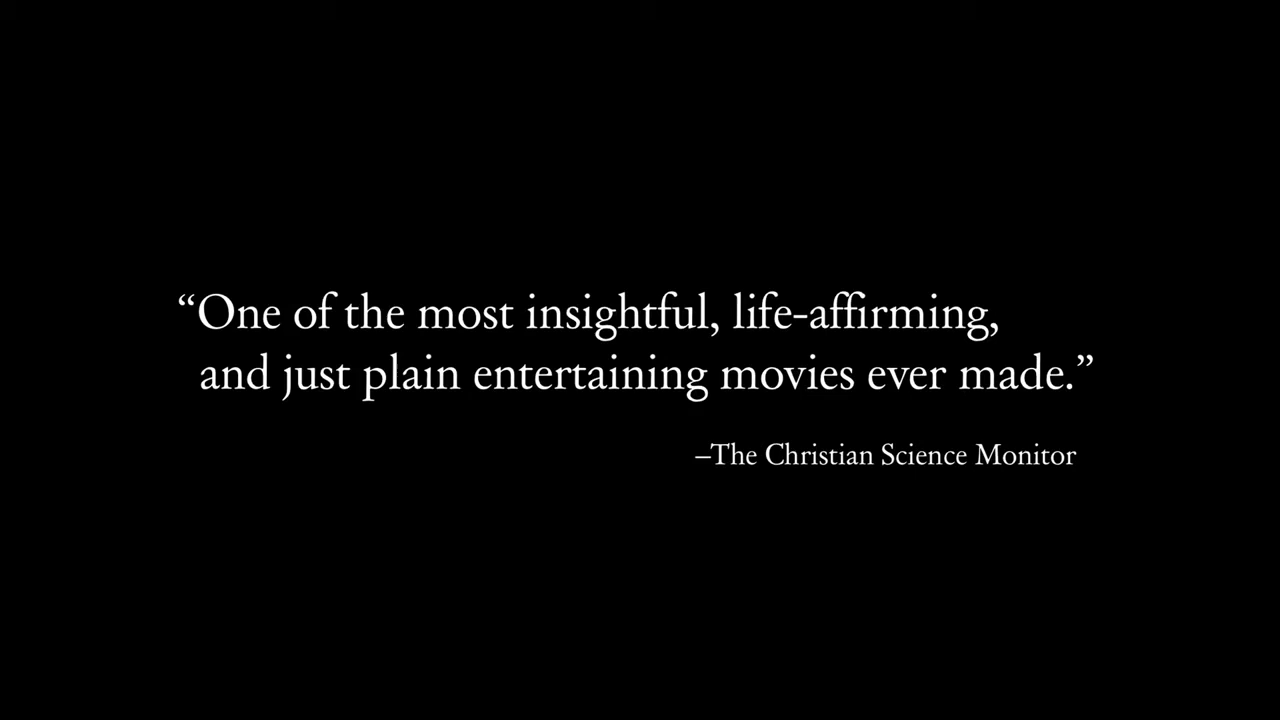 “One of the most insightful, life-affirming,
and just plain entertaining movies ever made.”
–The Christian Science Monitor